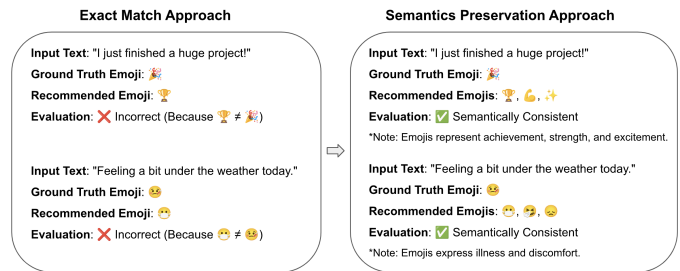 Exact Match Approach
Input Text: "I just finished a huge project!"
Ground Truth Emoji: 🎉
Recommended Emoji: 🏆
Evaluation: ❌ Incorrect (Because 🏆 ≠ 🎉)
Input Text: "Feeling a bit under the weather today."
Ground Truth Emoji: 🤒
Recommended Emoji: 😷
Evaluation: ❌ Incorrect (Because 😷 ≠ 🤒)
Semantics Preservation Approach
Input Text: "I just finished a huge project!"
Ground Truth Emoji: 🎉
Recommended Emojis: 🏆, 💪, ✨
Evaluation: ✅ Semantically Consistent
*Note: Emojis represent achievement, strength, and excitement.
Input Text: "Feeling a bit under the weather today."
Ground Truth Emoji: 🤒
Recommended Emojis: 😷, 🤧, 😞
Evaluation: ✅ Semantically Consistent
*Note: Emojis express illness and discomfort.